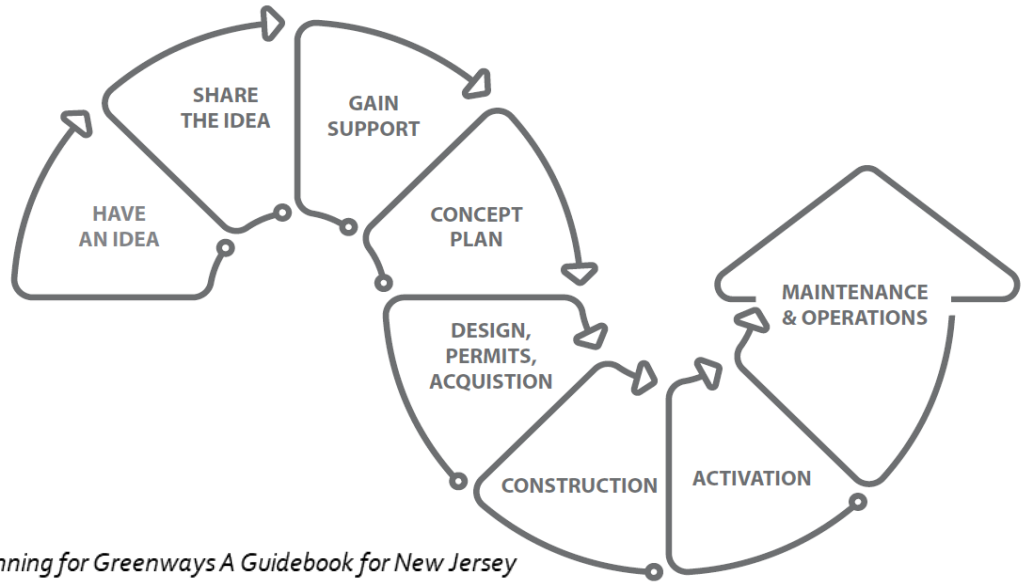 HAVE
AN IDEA
SHARE
THE IDEA
GAIN
SUPPORT
CONCEPT
PLAN
DESIGN,
PERMITS,
ACQUISTION
CONSTRUCTION
ACTIVATION
MAINTENANCE
& OPERATIONS
nning for Greenways A Guidebook for New Jersey